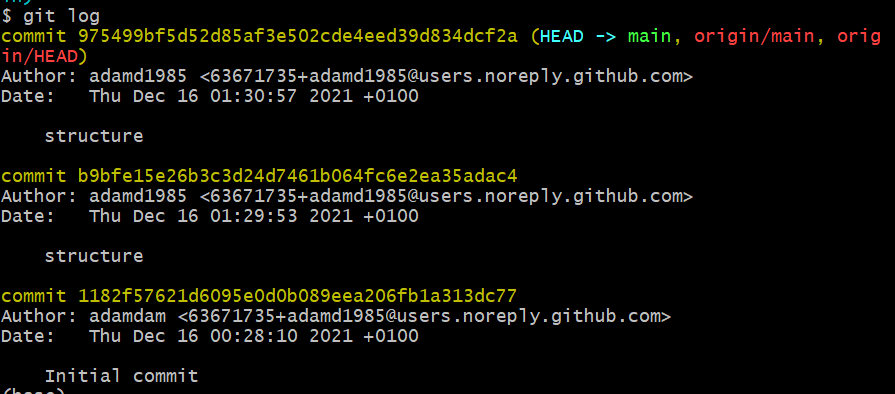 $ git log
commit 975499bf5d52d85af3e502cde4eed39d834dcf2a (HEAD -> main, origin/main, orig
in/HEAD)
Author: adamd1985 <63671735+adamd1985@users.noreply.github.com>
Date:   Thu Dec 16 01:30:57 2021 +0100
structure
commit b9bfe15e26b3c3d24d7461b064fc6e2ea35adac4
Author: adamd1985 <63671735+adamd1985@users.noreply.github.com>
Date:   Thu Dec 16 01:29:53 2021 +0100
structure
commit 1182f57621d6095e0d0b089eea206fb1a313dc77
Author: adamdam <63671735+adamd1985@users.noreply.github.com>
Date:   Thu Dec 16 00:28:10 2021 +0100
Initial commit